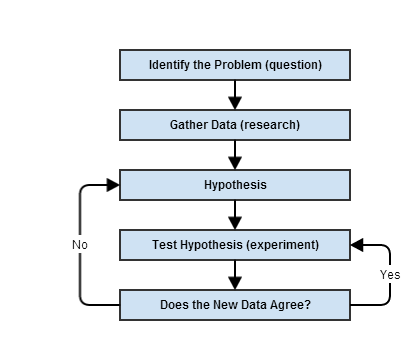 Identify the Problem (question)
Gather Data (research)
Hypothesis
Test Hypothesis (experiment)
No
Yes
Does the New Data Agree?